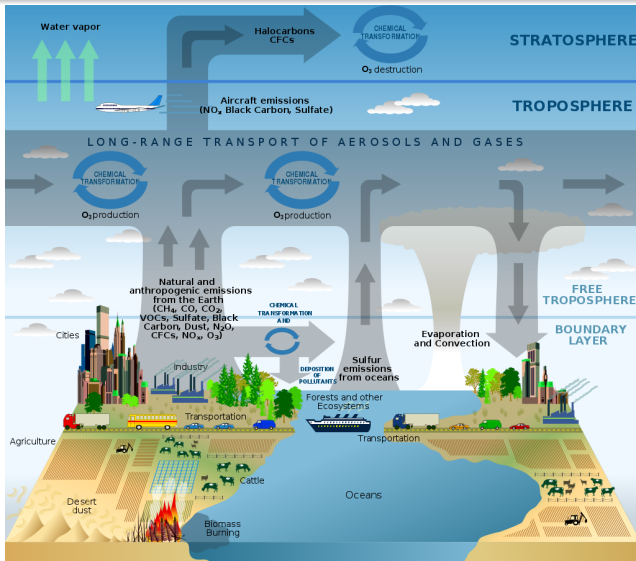 Water vapor
Halocarbons
CFCs
CHEMICAL
TRANSFORMATION
O₃ destruction
STRATOSPHERE
Aircraft emissions
(NOₓ Black Carbon, Sulfate)
TROPOSPHERE
LONG-RANGE TRANSPORT OF AEROSOLS AND GASES
CHEMICAL
TRANSFORMATION
O₃production
CHEMICAL
TRANSFORMATION
O₃production
Natural and
anthropogenic emissions
from the Earth
(CH₄, CO, CO₂,
VOCs, Sulfate, Black
Carbon, Dust, N₂O,
CFCs, NOₓ, O₃)
FREE
TROPOSPHERE
CHEMICAL
TRANSFORMATION
AND
BOUNDARY
LAYER
Cities
Evaporation
and Convection
Industry
DEPOSITION
OF
POLLUTANTS
Sulfur
emissions
from oceans
Forests and other
Ecosystems
Transportation
Transportation
Agriculture
Cattle
Oceans
Desert
dust
Biomass
Burning